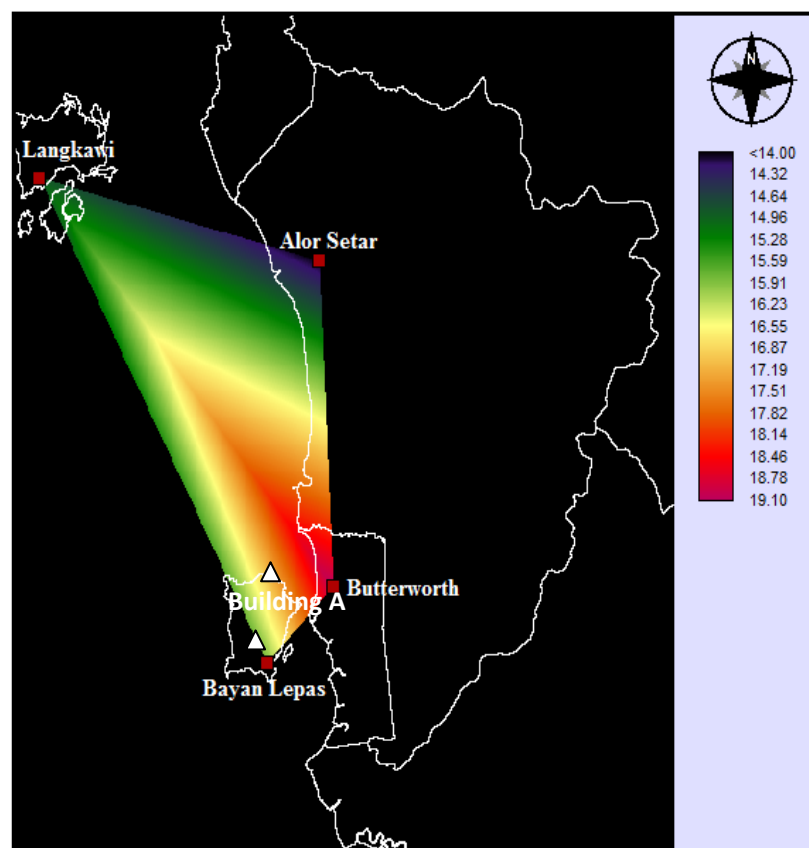 N
Langkawi
Alor Setar
Building A
Butterworth
Bayan Lepas
<14.00
14.32
14.64
14.96
15.28
15.59
15.91
16.23
16.55
16.87
17.19
17.51
17.82
18.14
18.46
18.78
19.10